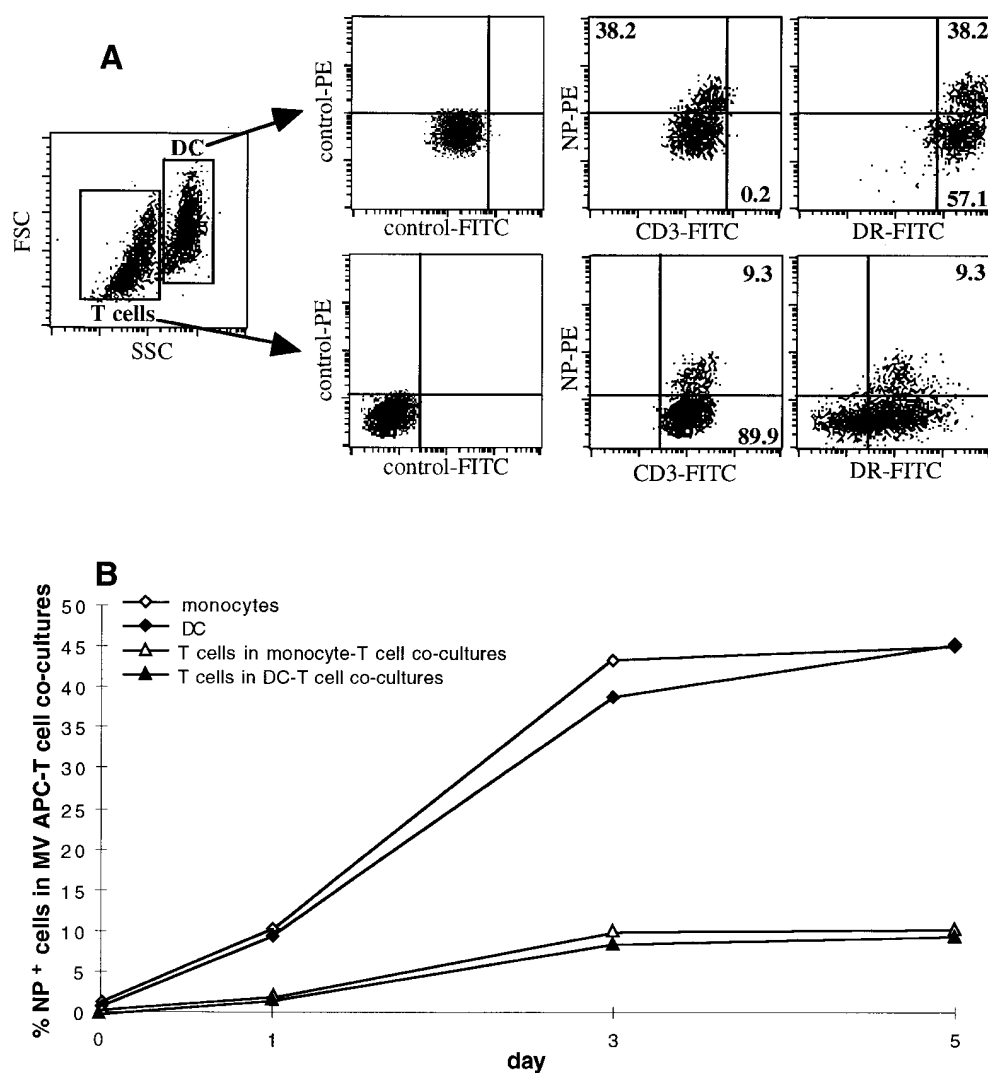 A
FSC
DC
T cells
SSC
control-PE
control-FITC
NP-PE
38.2
0.2
CD3-FITC
38.2
57.1
DR-FITC
control-PE
control-FITC
NP-PE
9.3
89.9
CD3-FITC
9.3
DR-FITC
B
% NP + cells in MV APC-T cell co-cultures
50
45
40
35
30
25
20
15
10
5
0
monocytes
DC
T cells in monocyte-T cell co-cultures
T cells in DC-T cell co-cultures
0 1 3 5
day